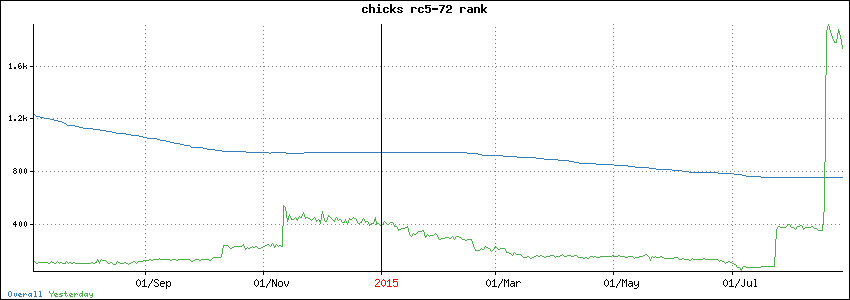 chicks rc5-72 rank
1.6k
1.2k
800
400
01/Sep 01/Nov 2015 01/Mar 01/May 01/Jul
Overall Yesterday